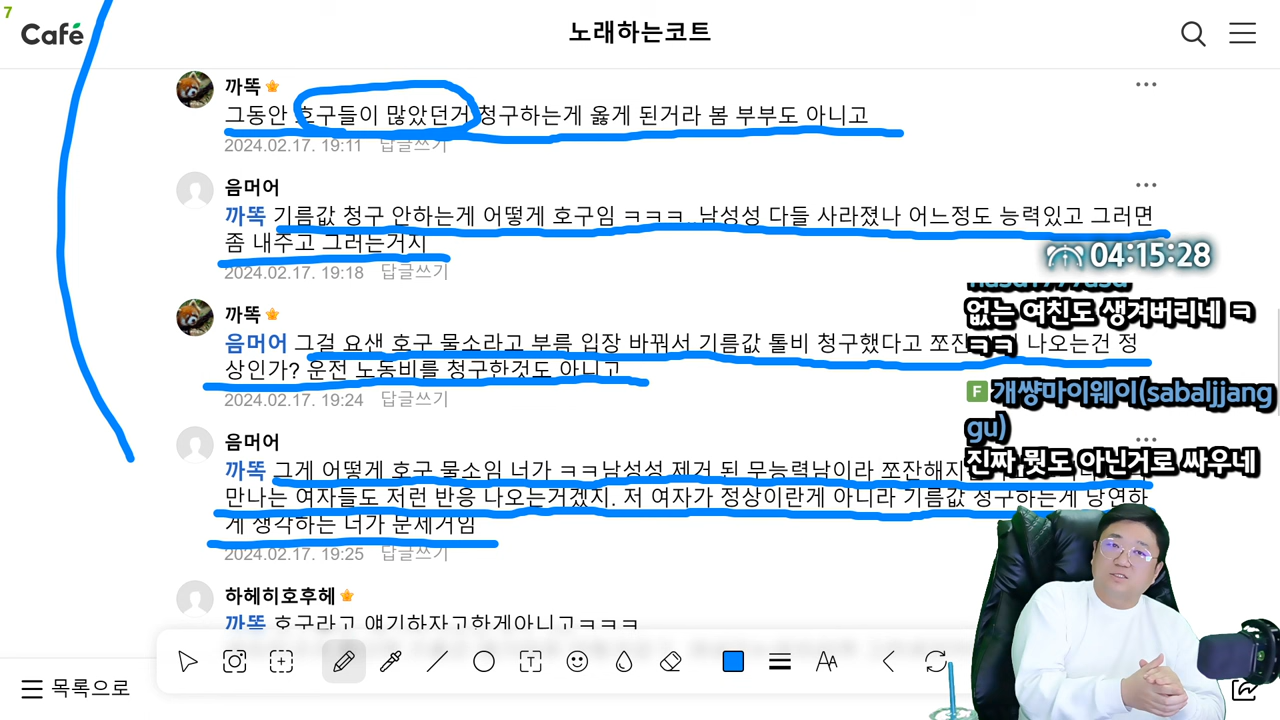 7
Café
노래하는코트
까똑
그동안 호구들이 많았던거 청구하는게 옳게 된거라 봄 부부도 아니고
2024.02.17. 19:11 답글쓰기
음머어
까똑 기름값 청구 안하는게 어떻게 호구임 ㅋㅋㅋ..남성성 다들 사라졌나 어느정도 능력있고 그러면
좀 내주고 그러는거지
2024.02.17. 19:18 답글쓰기
04:15:28
없는 여친도 생겨버리네 ㅋ
ㅋㅋ
까똑
음머어 그걸 요샌 호구 물소라고 부름 입장 바꿔서 기름값 톨비 청구했다고 쪼잔 나오는건 정
상인가? 운전 노동비를 청구한것도 아니고
2024.02.17. 19:24 답글쓰기
F 개썅마이웨이(sabaljjang
gu)
진짜 뭣도 아닌거로 싸우네
음머어
까똑 그게 어떻게 호구 물소임 너가 ㅋㅋ남성성 제거 된 무능력남이라 쪼잔해지
만나는 여자들도 저런 반응 나오는거겠지. 저 여자가 정상이란게 아니라 기름값 청구하는게 당연하
게 생각하는 너가 문제거임
2024.02.17. 19:25 답글쓰기
하헤히호후헤
까똑 호구라고 얘기하자고한게아니고ㅋㅋㅋ
목록으로